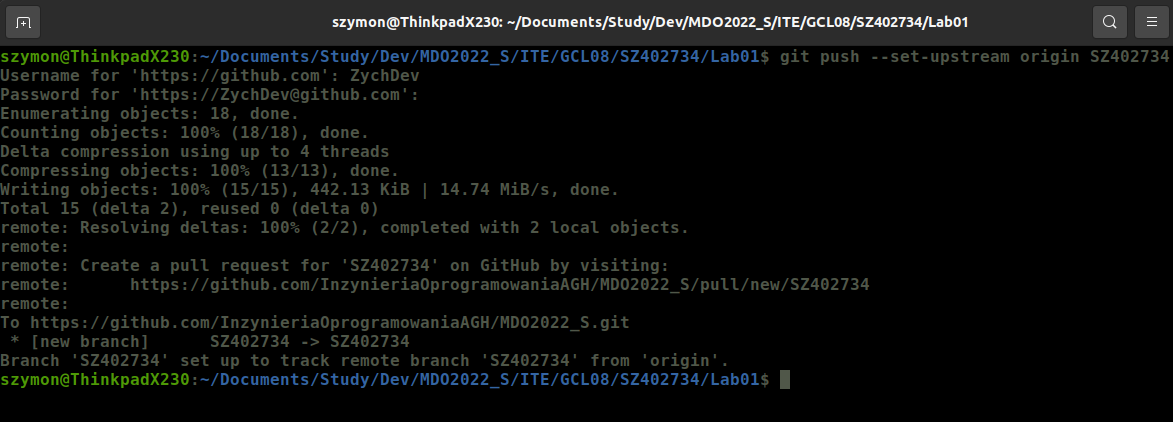 szymon@ThinkpadX230: ~/Documents/Study/Dev/MDO2022_S/ITE/GCL08/SZ402734/Lab01
szymon@ThinkpadX230:~/Documents/Study/Dev/MDO2022_S/ITE/GCL08/SZ402734/Lab01$ git push --set-upstream origin SZ402734
Username for 'https://github.com': ZychDev
Password for 'https://ZychDev@github.com':
Enumerating objects: 18, done.
Counting objects: 100% (18/18), done.
Delta compression using up to 4 threads
Compressing objects: 100% (13/13), done.
Writing objects: 100% (15/15), 442.13 KiB | 14.74 MiB/s, done.
Total 15 (delta 2), reused 0 (delta 0)
remote: Resolving deltas: 100% (2/2), completed with 2 local objects.
remote:
remote: Create a pull request for 'SZ402734' on GitHub by visiting:
remote:      https://github.com/InzynieriaOprogramowaniaAGH/MDO2022_S/pull/new/SZ402734
remote:
To https://github.com/InzynieriaOprogramowaniaAGH/MDO2022_S.git
 * [new branch]      SZ402734 -> SZ402734
Branch 'SZ402734' set up to track remote branch 'SZ402734' from 'origin'.
szymon@ThinkpadX230:~/Documents/Study/Dev/MDO2022_S/ITE/GCL08/SZ402734/Lab01$